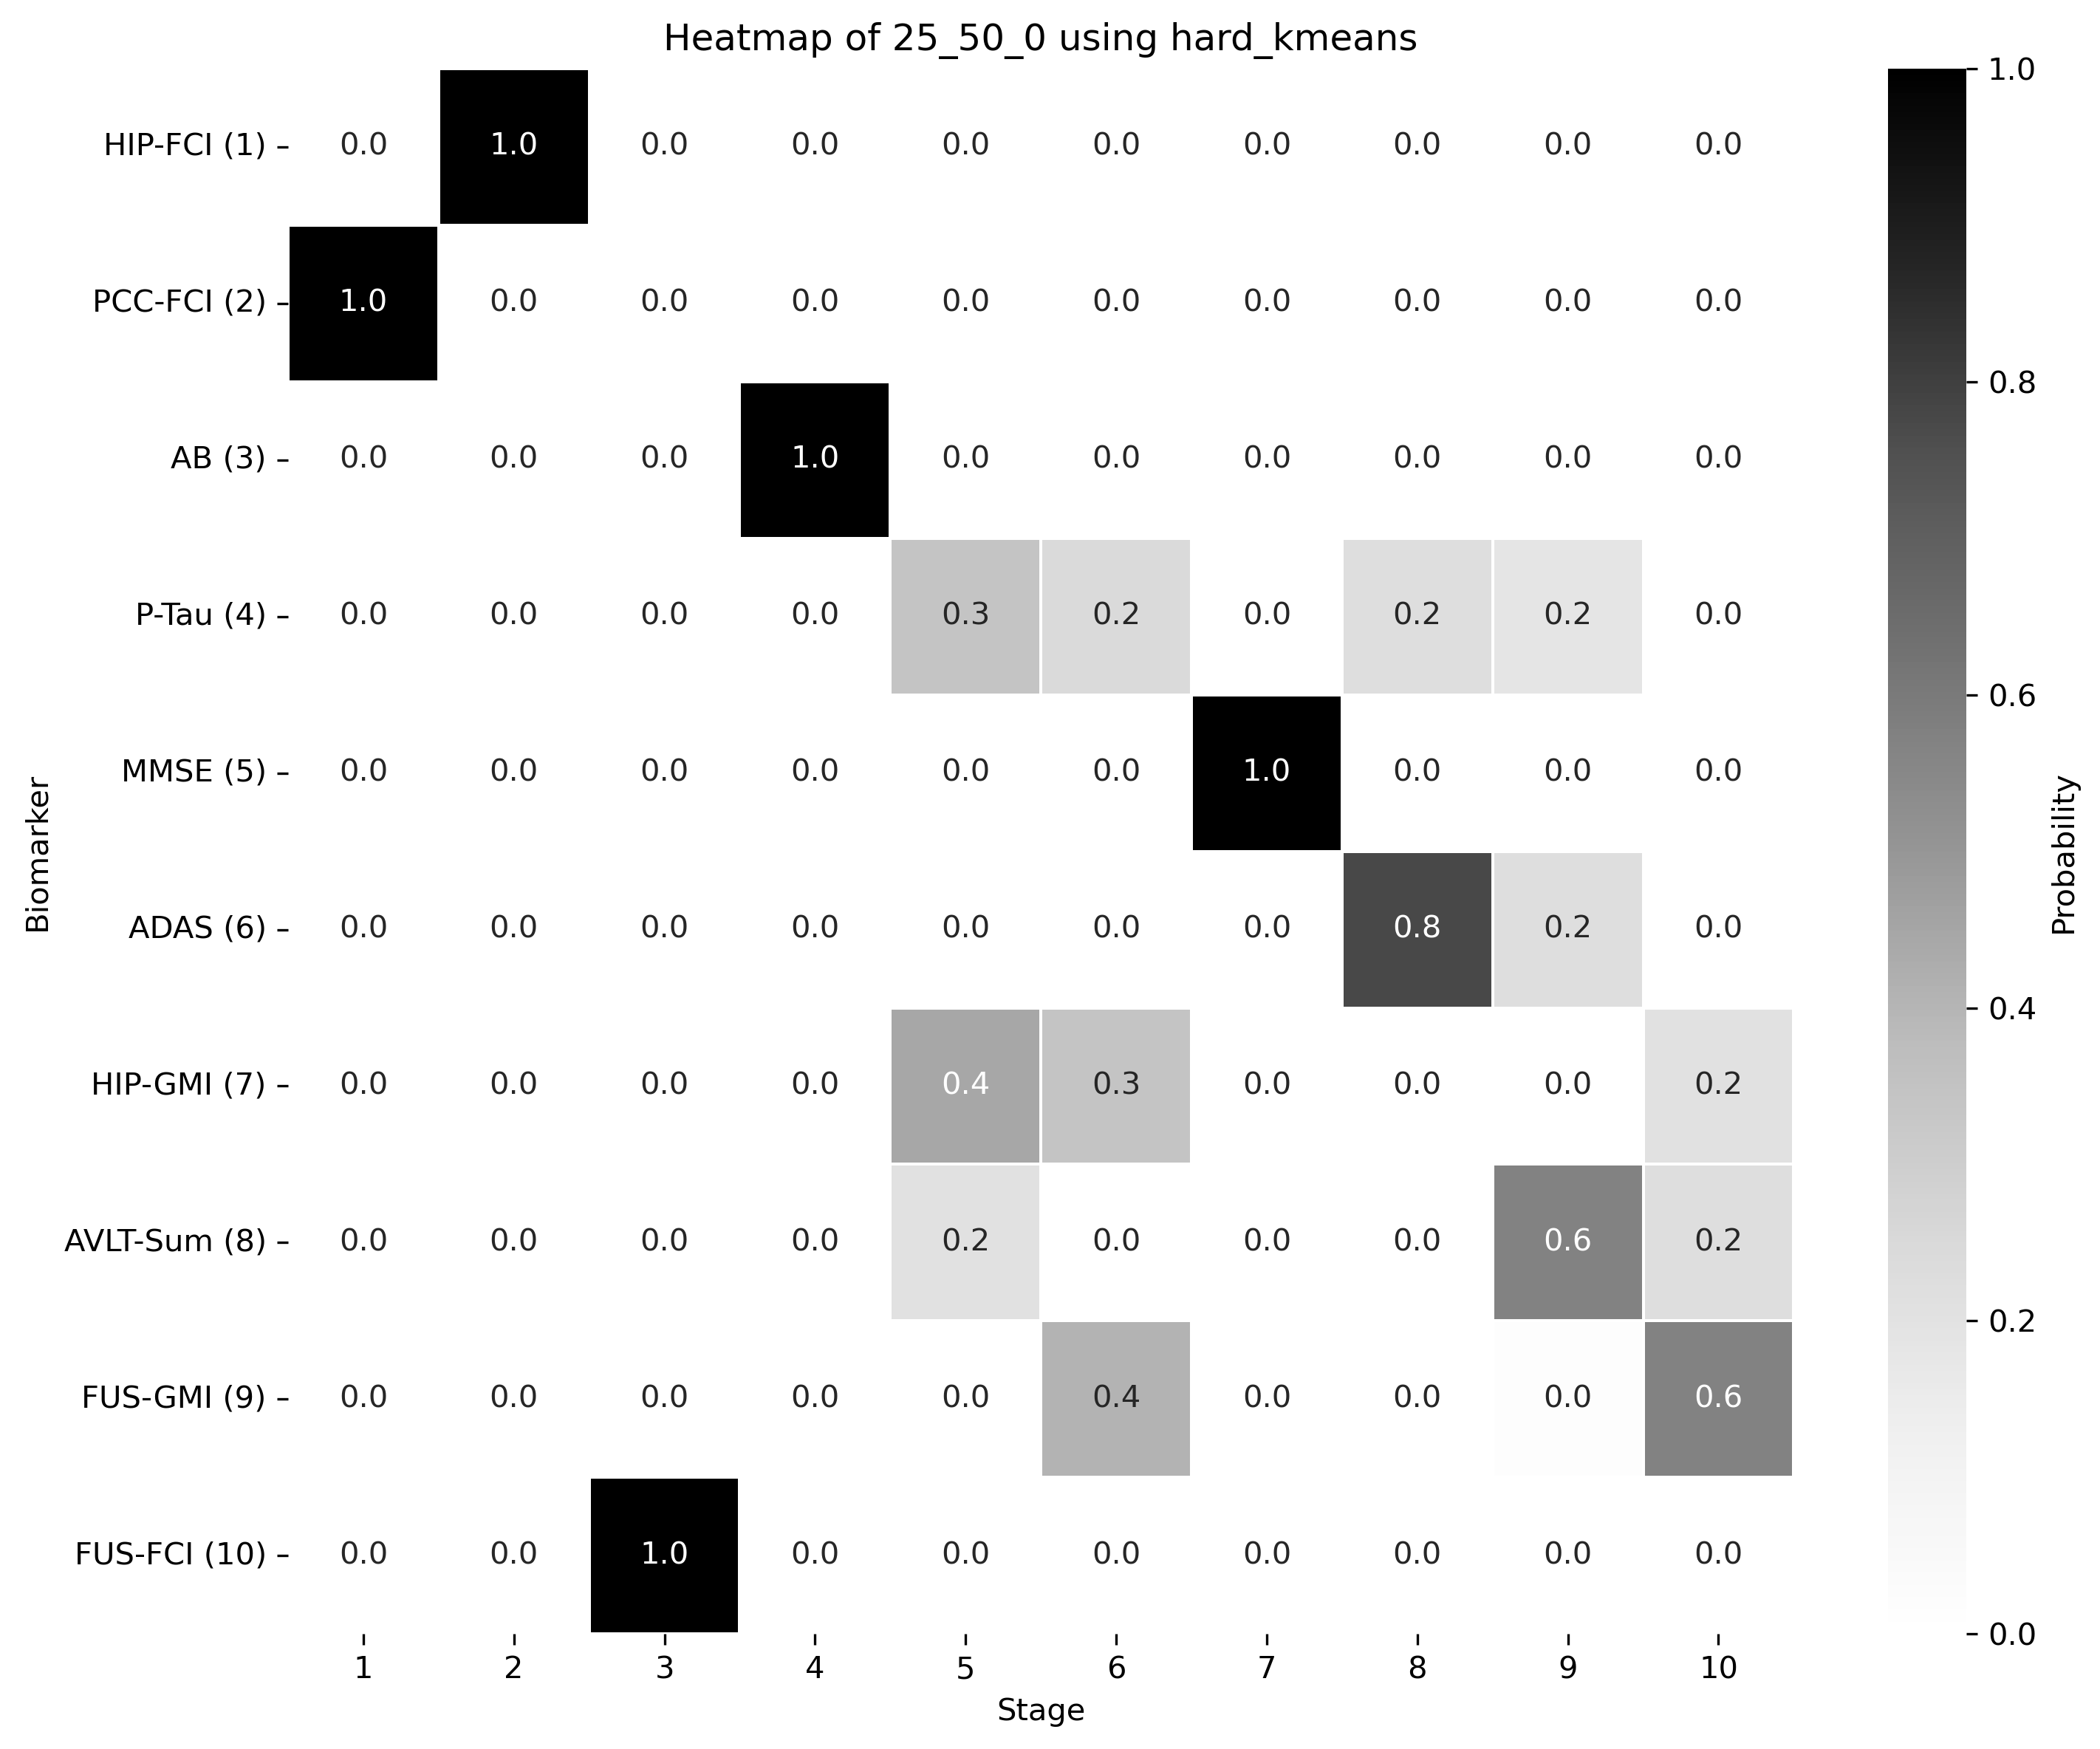 Heatmap of 25_50_0 using hard_kmeans
HIP-FCI (1) 0.0 1.0 0.0 0.0 0.0 0.0 0.0 0.0 0.0 0.0
PCC-FCI (2) 1.0 0.0 0.0 0.0 0.0 0.0 0.0 0.0 0.0 0.0
AB (3) 0.0 0.0 0.0 1.0 0.0 0.0 0.0 0.0 0.0 0.0
P-Tau (4) 0.0 0.0 0.0 0.0 0.3 0.2 0.0 0.2 0.2 0.0
MMSE (5) 0.0 0.0 0.0 0.0 0.0 0.0 1.0 0.0 0.0 0.0
ADAS (6) 0.0 0.0 0.0 0.0 0.0 0.0 0.0 0.8 0.2 0.0
HIP-GMI (7) 0.0 0.0 0.0 0.0 0.4 0.3 0.0 0.0 0.0 0.2
AVLT-Sum (8) 0.0 0.0 0.0 0.0 0.2 0.0 0.0 0.0 0.6 0.2
FUS-GMI (9) 0.0 0.0 0.0 0.0 0.0 0.4 0.0 0.0 0.0 0.6
FUS-FCI (10) 0.0 0.0 1.0 0.0 0.0 0.0 0.0 0.0 0.0 0.0
1 2 3 4 5 6 7 8 9 10
Stage
Biomarker
1.0
0.8
0.6
0.4
0.2
0.0
Probability